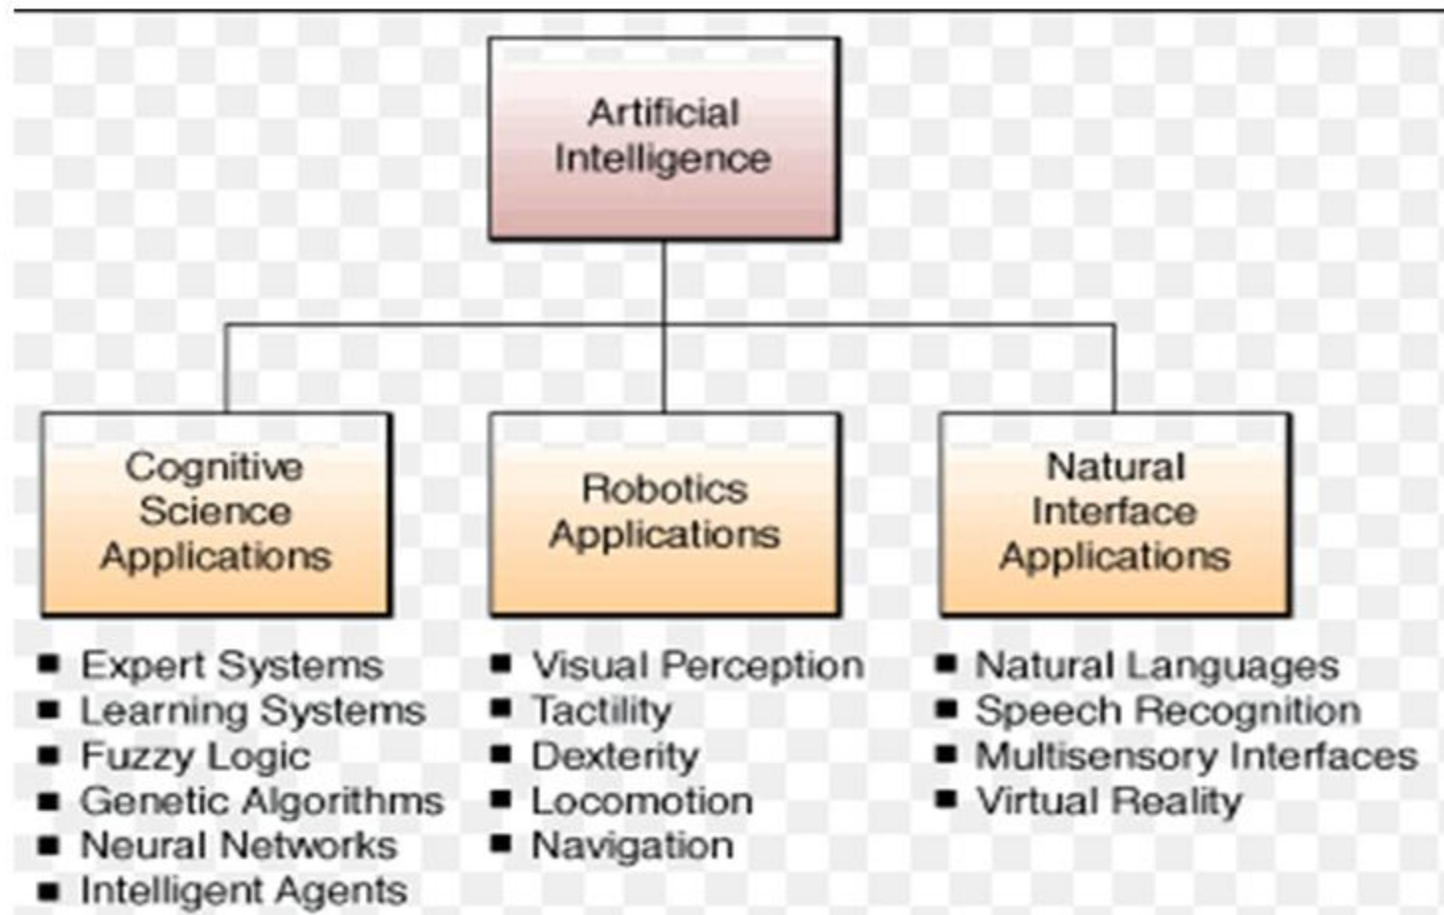 Artificial
Intelligence
Cognitive
Science
Applications
Robotics
Applications
Natural
Interface
Applications
■ Expert Systems
■ Learning Systems
■ Fuzzy Logic
■ Genetic Algorithms
■ Neural Networks
■ Intelligent Agents
■ Visual Perception
■ Tactility
■ Dexterity
■ Locomotion
■ Navigation
■ Natural Languages
■ Speech Recognition
■ Multisensory Interfaces
■ Virtual Reality